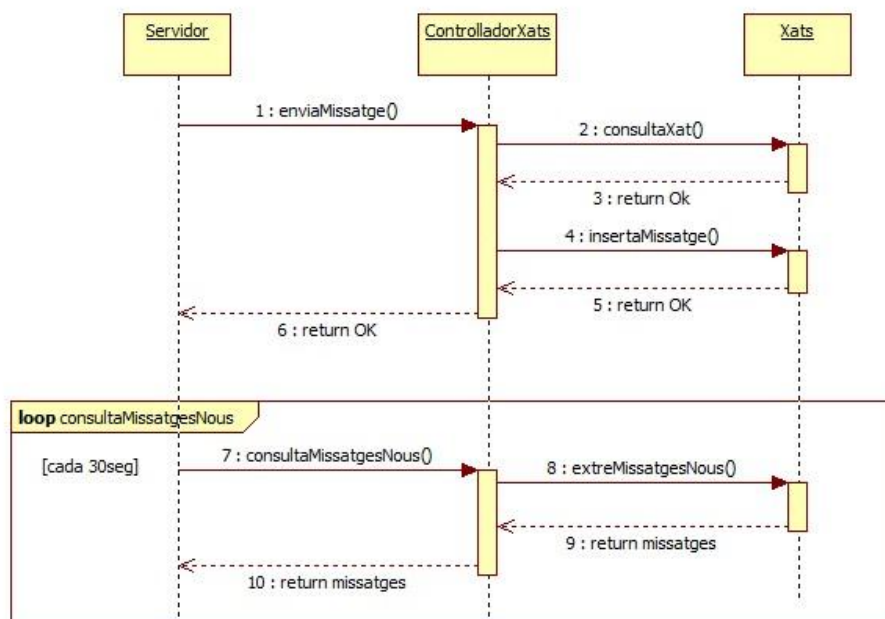 Servidor
ControlladorXats
Xats
1 : enviaMissatge()
2 : consultaXat()
3 : return Ok
4 : insertaMissatge()
5 : return OK
6 : return OK
loop consultaMissatgesNous
[cada 30seg]
7 : consultaMissatgesNous()
8 : extreMissatgesNous()
9 : return missatges
10 : return missatges